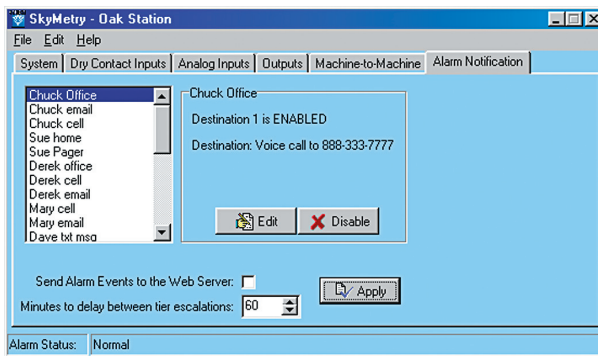 SkyMetry - Oak Station
File Edit Help
System Dry Contact Inputs Analog Inputs Outputs Machine-to-Machine Alarm Notification
Chuck Office
Chuck email
Chuck cell
Sue home
Sue Pager
Derek office
Derek cell
Derek email
Mary cell
Mary email
Dave txt msg
Chuck Office
Destination 1 is ENABLED
Destination: Voice call to 888-333-7777
Edit Disable
Send Alarm Events to the Web Server:
Minutes to delay between tier escalations: 60
Apply
Alarm Status: Normal